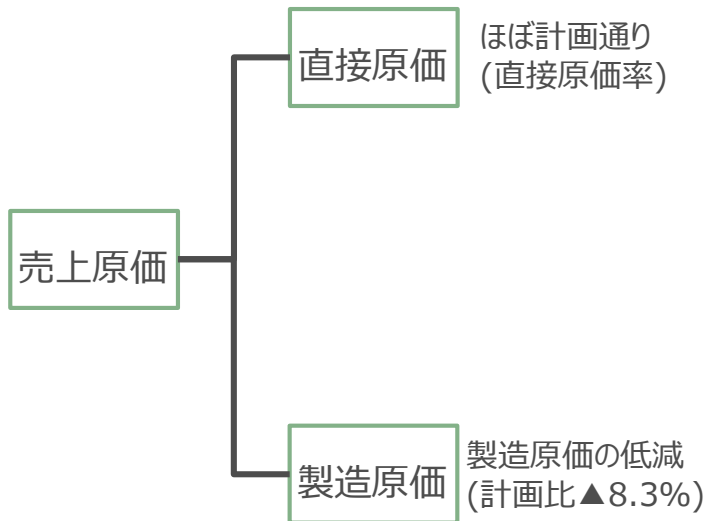 直接原価
ほぼ計画通り
(直接原価率)
売上原価
製造原価
製造原価の低減
(計画比▲8.3%)